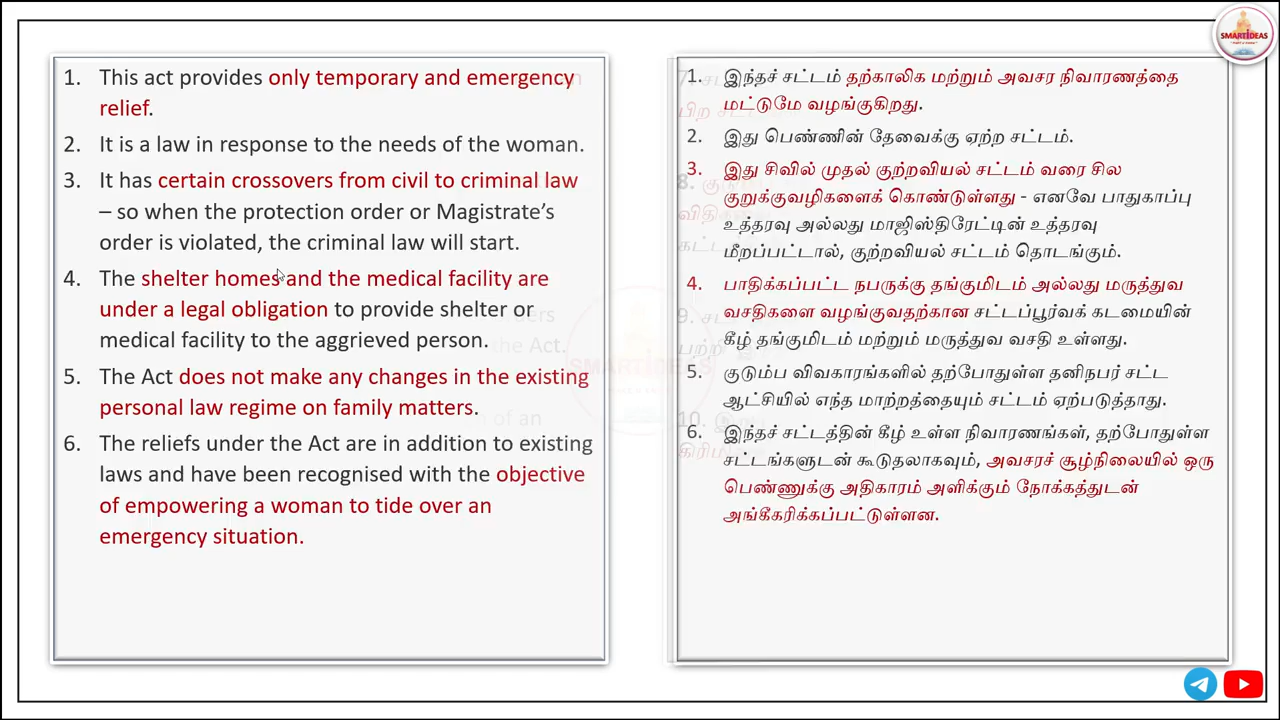 SMARTIDEAS
1. This act provides only temporary and emergency
relief.
2. It is a law in response to the needs of the woman.
3. It has certain crossovers from civil to criminal law
– so when the protection order or Magistrate’s
order is violated, the criminal law will start.
4. The shelter homes and the medical facility are
under a legal obligation to provide shelter or
medical facility to the aggrieved person.
5. The Act does not make any changes in the existing
personal law regime on family matters.
6. The reliefs under the Act are in addition to existing
laws and have been recognised with the objective
of empowering a woman to tide over an
emergency situation.
1. இந்தச் சட்டம் தற்காலிக மற்றும் அவசர நிவாரணத்தை
மட்டுமே வழங்குகிறது.
2. இது பெண்ணின் தேவைக்கு ஏற்ற சட்டம்.
3. இது சிவில் முதல் குற்றவியல் சட்டம் வரை சில
குறுக்குவழிகளைக் கொண்டுள்ளது - எனவே பாதுகாப்பு
உத்தரவு அல்லது மாஜிஸ்திரேட்டின் உத்தரவு
மீறப்பட்டால், குற்றவியல் சட்டம் தொடங்கும்.
4. பாதிக்கப்பட்ட நபருக்கு தங்குமிடம் அல்லது மருத்துவ
வசதிகளை வழங்குவதற்கான சட்டப்பூர்வக் கடமையின்
கீழ் தங்குமிடம் மற்றும் மருத்துவ வசதி உள்ளது.
5. குடும்ப விவகாரங்களில் தற்போதுள்ள தனிநபர் சட்ட
ஆட்சியில் எந்த மாற்றத்தையும் சட்டம் ஏற்படுத்தாது.
6. இந்தச் சட்டத்தின் கீழ் உள்ள நிவாரணங்கள், தற்போதுள்ள
சட்டங்களுடன் கூடுதலாகவும், அவசரச் சூழ்நிலையில் ஒரு
பெண்ணுக்கு அதிகாரம் அளிக்கும் நோக்கத்துடன்
அங்கீகரிக்கப்பட்டுள்ளன.
SMARTIDEAS